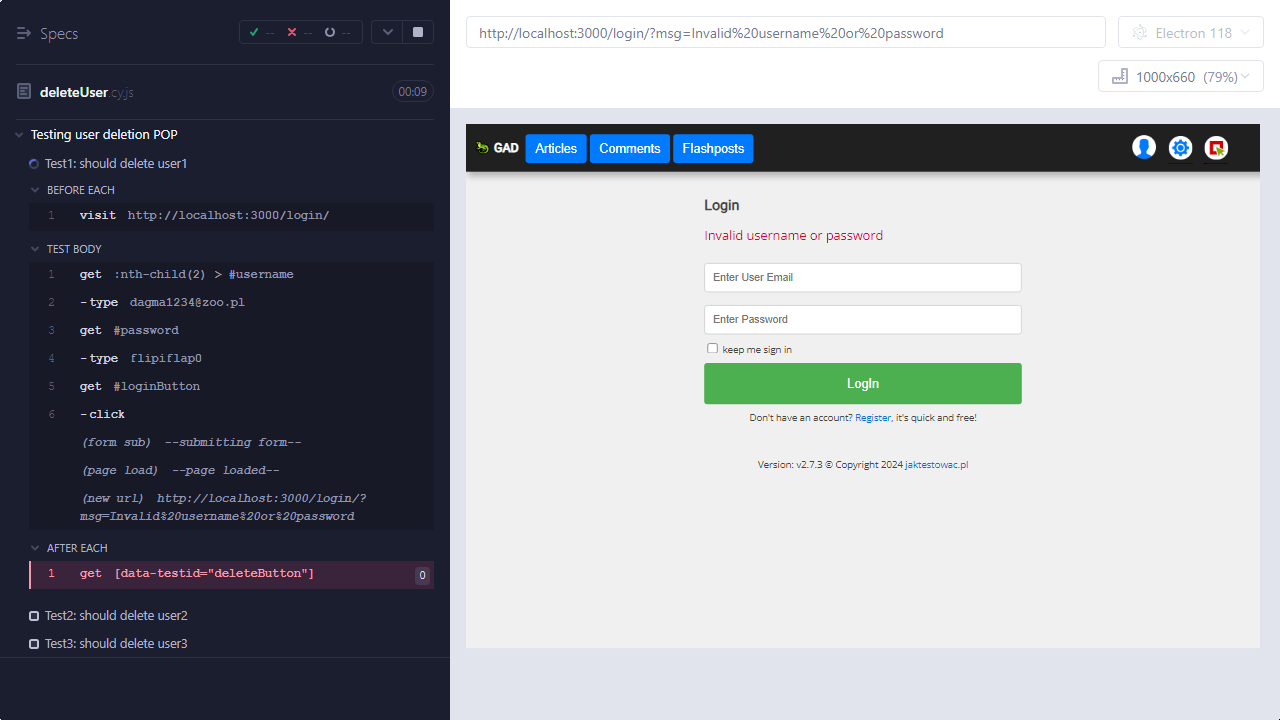 Specs
-- -- --
deleteUser.cy.js
00:09
Testing user deletion POP
Test1: should delete user1
BEFORE EACH
1 visit http://localhost:3000/login/
TEST BODY
1 get :nth-child(2) > #username
2 -type dagma1234@zoo.pl
3 get #password
4 -type flipiflap0
5 get #loginButton
6 -click
(form sub) --submitting form--
(page load) --page loaded--
(new url) http://localhost:3000/login/?
msg=Invalid%20username%20or%20password
AFTER EACH
1 get [data-testid="deleteButton"] 0
Test2: should delete user2
Test3: should delete user3
http://localhost:3000/login/?msg=Invalid%20username%20or%20password
Electron 118
1000x660 (79%)
GAD Articles Comments Flashposts
Login
Invalid username or password
Enter User Email
Enter Password
keep me sign in
LogIn
Don't have an account? Register, it's quick and free!
Version: v2.7.3 © Copyright 2024 jaktestowac.pl